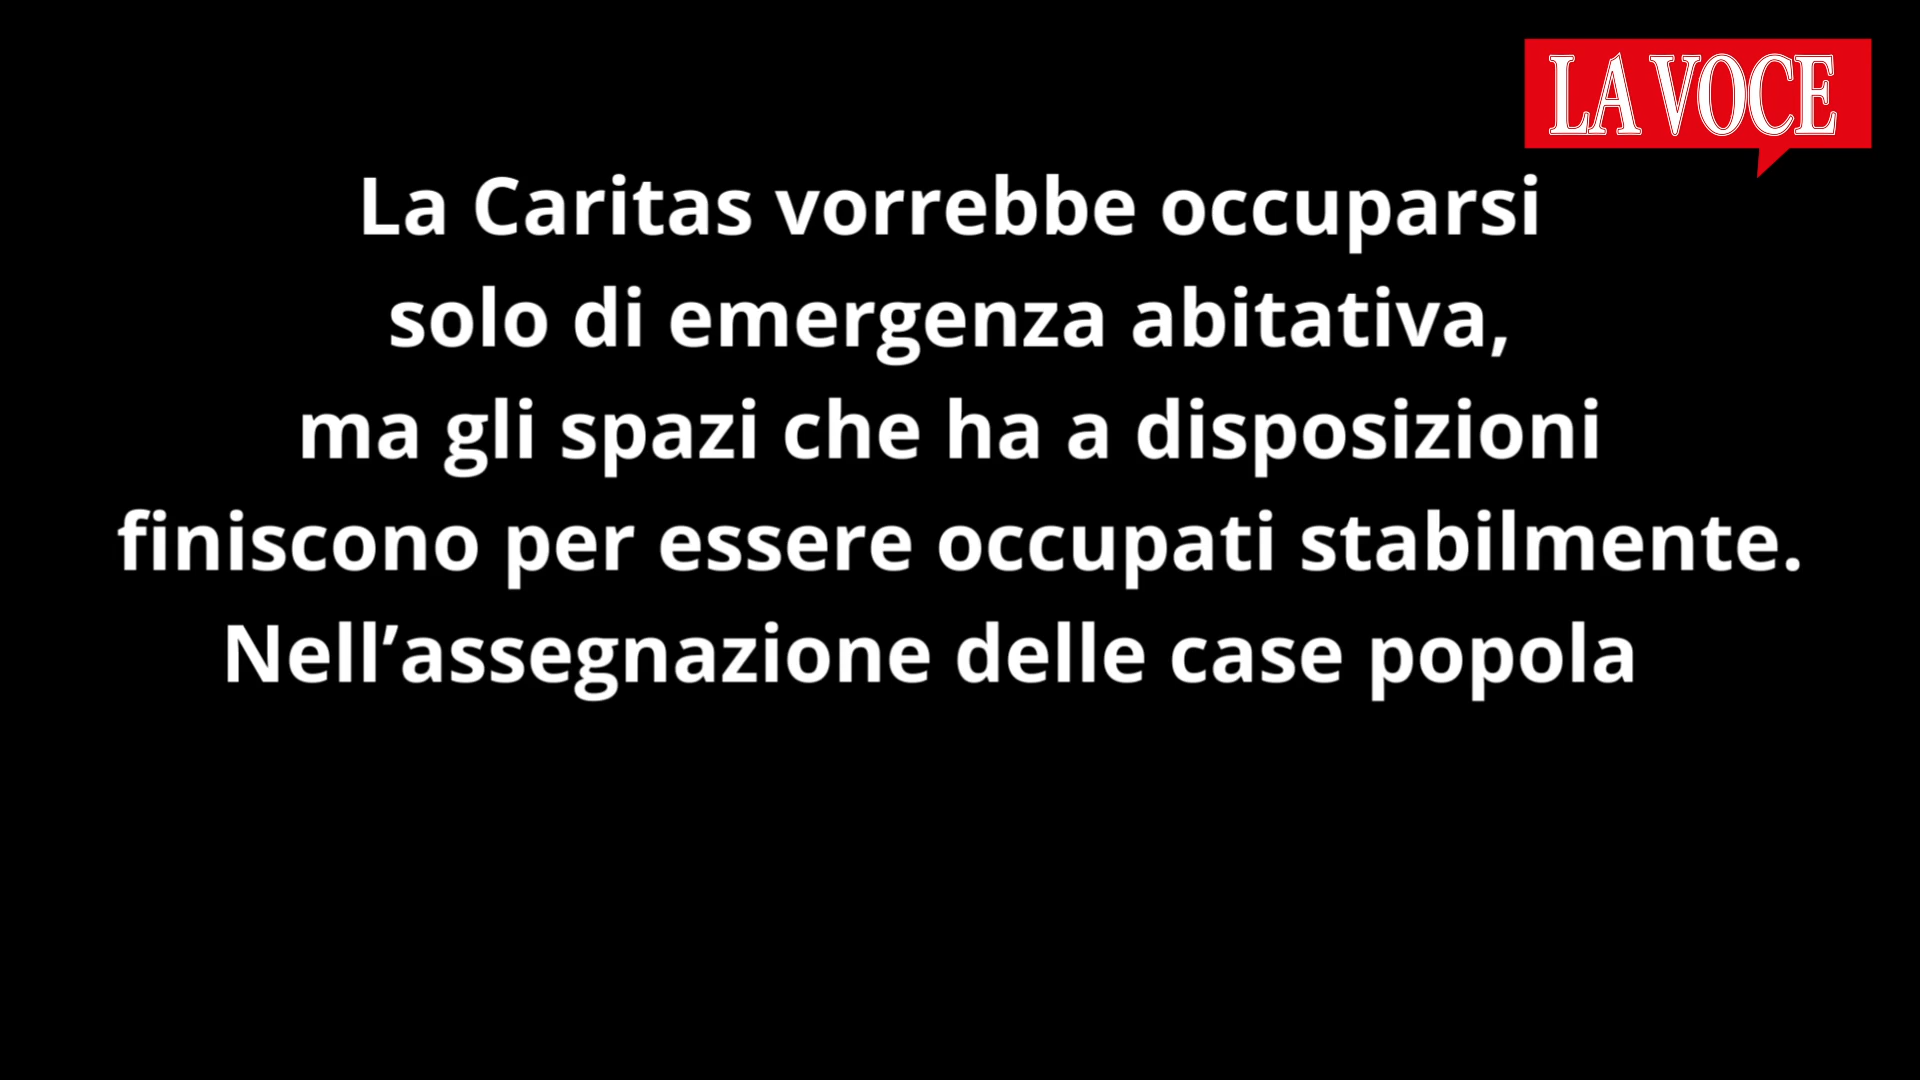 LA VOCE
La Caritas vorrebbe occuparsi
solo di emergenza abitativa,
ma gli spazi che ha a disposizioni
finiscono per essere occupati stabilmente.
Nell’assegnazione delle case popola